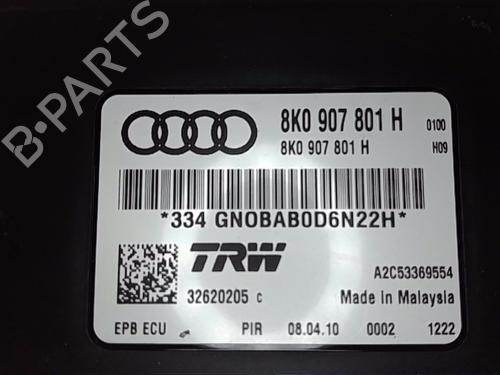 B-PARTS
8K0 907 801 H 0100
8K0 907 801 H H09
*334 GN0BAB0D6N22H*
TRW
32620205 C
A2C53369554
Made in Malaysia
EPB ECU PIR 08.04.10 0002 1222